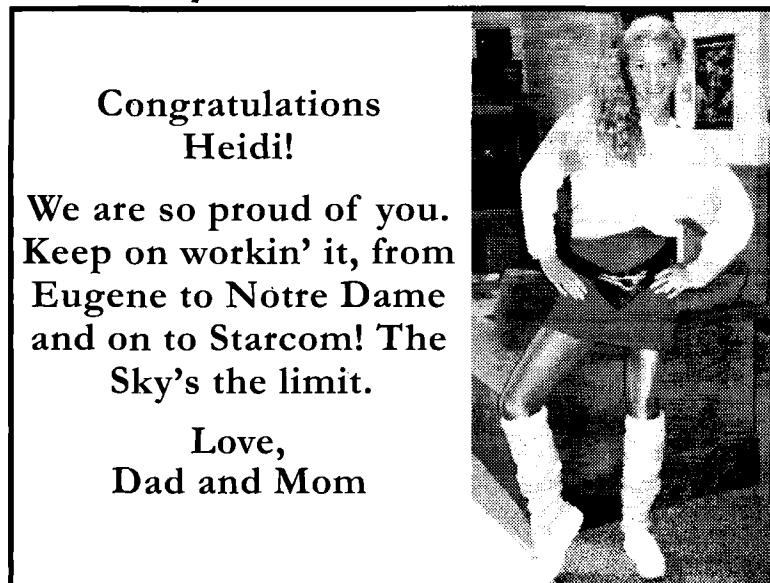 Congratulations
Heidi!
We are so proud of you.
Keep on workin' it, from
Eugene to Notre Dame
and on to Starcom! The
Sky's the limit.
Love,
Dad and Mom